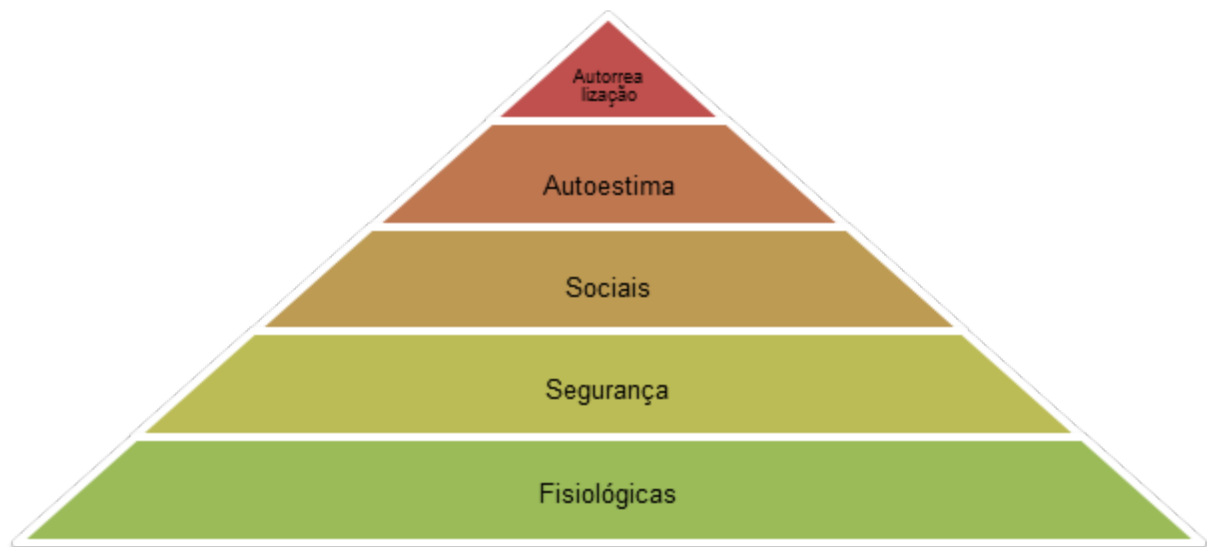 Autorrea
lização
Autoestima
Sociais
Segurança
Fisiológicas